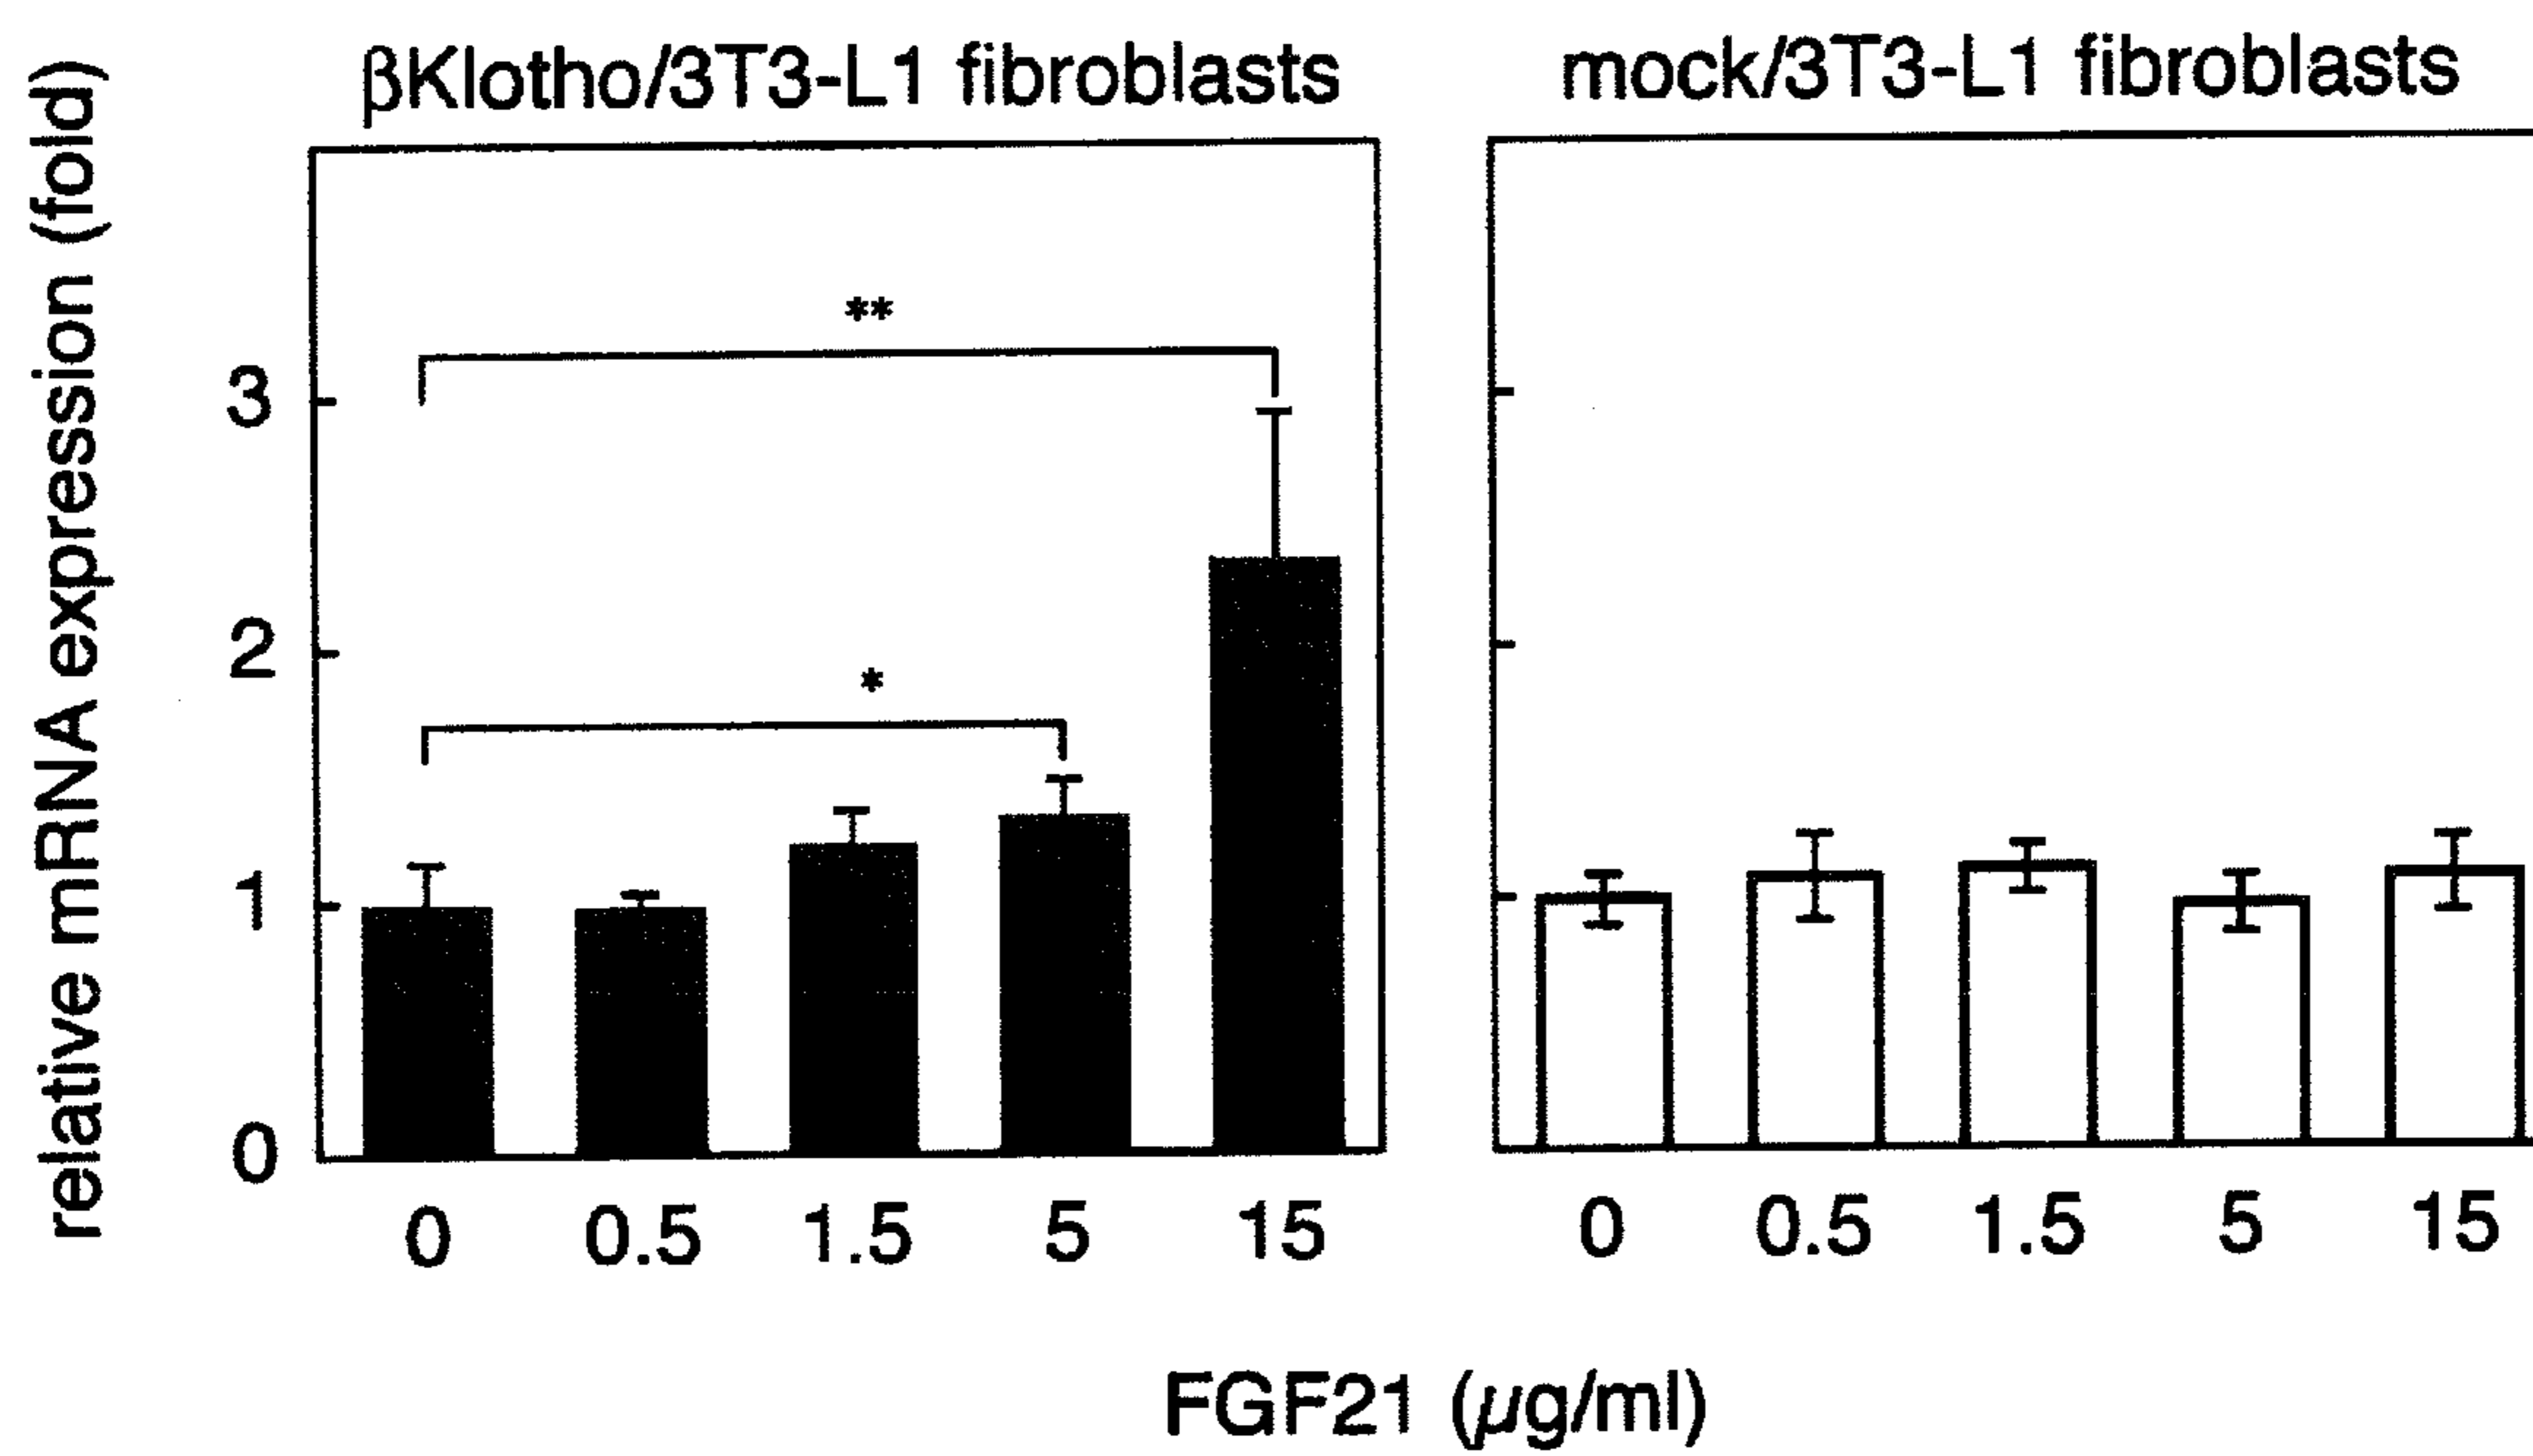 βKlotho/3T3-L1 fibroblasts
mock/3T3-L1 fibroblasts
relative mRNA expression (fold)
3
2
1
0
**
*
0 0.5 1.5 5 15
0 0.5 1.5 5 15
FGF21 (μg/ml)